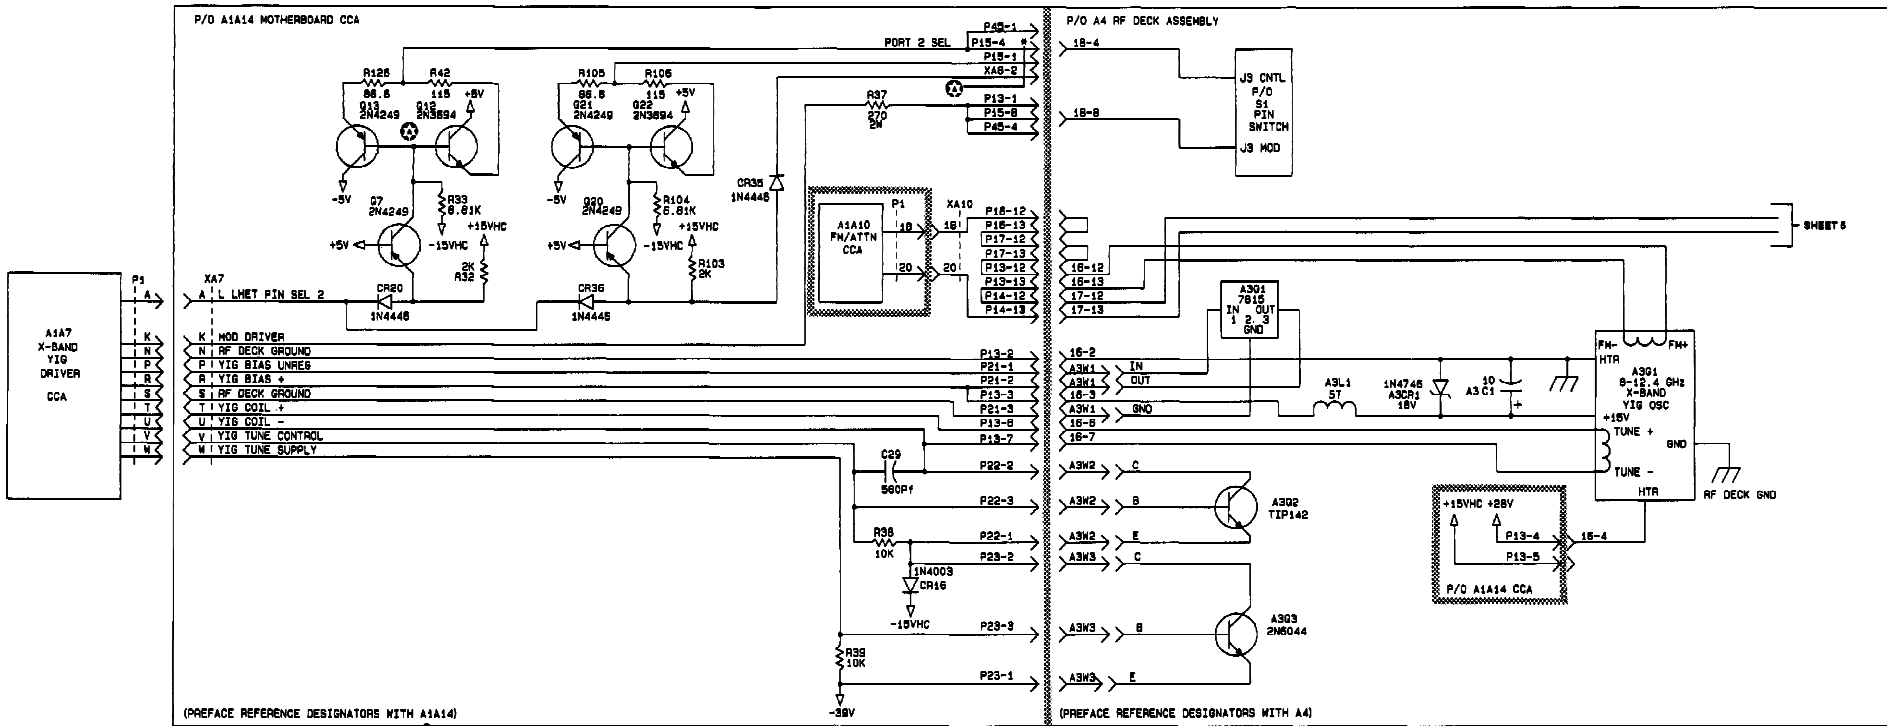 P/O A1A14 MOTHERBOARD CCA
P/O A4 RF DECK ASSEMBLY
P45-1
PORT 2 SEL P15-4 *
P15-1
XA6-2
18-4
R126
86.6
R42
115
+5V
Q13
2N4249
Q12
2N3694
-5V
R105
86.6
R106
115
+5V
Q21
2N4249
Q22
2N3694
-5V
R37
270
2W
P13-1
P15-8
P45-4
18-8
J3 CNTL
P/O
S1
PIN
SWITCH
J3 MOD
Q7
2N4249
R33
6.81K
+15VHC
-15VHC
+5V
2K
R32
CR20
1N4446
Q20
2N4249
R104
6.81K
+15VHC
-15VHC
+5V
R103
2K
CR36
1N4446
CR35
1N4446
A1A10
FM/ATTN
CCA
P1
XA10
18
18
20
20
P16-12
P16-13
P17-12
P17-13
P13-12
P13-13
P14-12
P14-13
16-12
16-13
17-12
17-13
SHEET 5
A3Q1
7815
IN OUT
1 2. 3
GND
A1A7
X-BAND
YIG
DRIVER
CCA
P1
XA7
A
A L LHET PIN SEL 2
K
K MOD DRIVER
N
N RF DECK GROUND
P
P YIG BIAS UNREG
R
R YIG BIAS +
S
S RF DECK GROUND
T
T YIG COIL +
U
U YIG COIL -
V
V YIG TUNE CONTROL
W
W YIG TUNE SUPPLY
P13-2
P21-1
P21-2
P13-3
P21-3
P13-6
P13-7
16-2
A3W1 IN
A3W1 OUT
16-3
A3W1 GND
16-6
16-7
A3L1
57
1N4746
A3CR1
18V
10
A3C1
+
FM-
FM+
HTR
A3G1
8-12.4 GHz
X-BAND
YIG OSC
+15V
TUNE +
GND
TUNE -
HTR
RF DECK GND
C29
560Pf
P22-2
A3W2 C
P22-3
A3W2 B
A3Q2
TIP142
R38
10K
P22-1
A3W2 E
P23-2
A3W3 C
1N4003
CR16
-15VHC
P23-3
A3W3 B
A3Q3
2N6044
R39
10K
P23-1
A3W3 E
-39V
+15VHC +28V
P13-4
16-4
P13-5
P/O A1A14 CCA
(PREFACE REFERENCE DESIGNATORS WITH A1A14)
(PREFACE REFERENCE DESIGNATORS WITH A4)